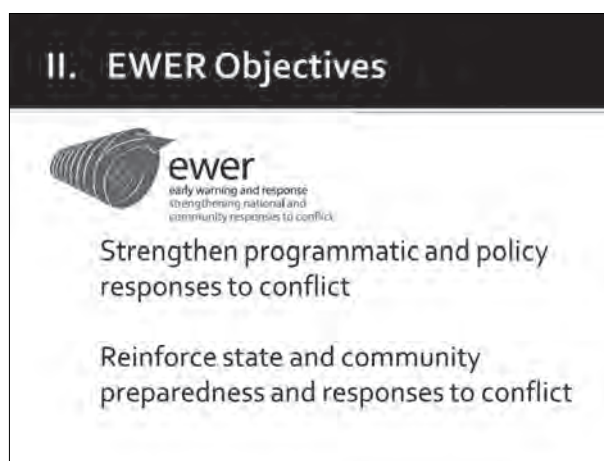 II. EWER Objectives
ewer
early warning and response
strengthening national and
community responses to conflict
Strengthen programmatic and policy
responses to conflict
Reinforce state and community
preparedness and responses to conflict